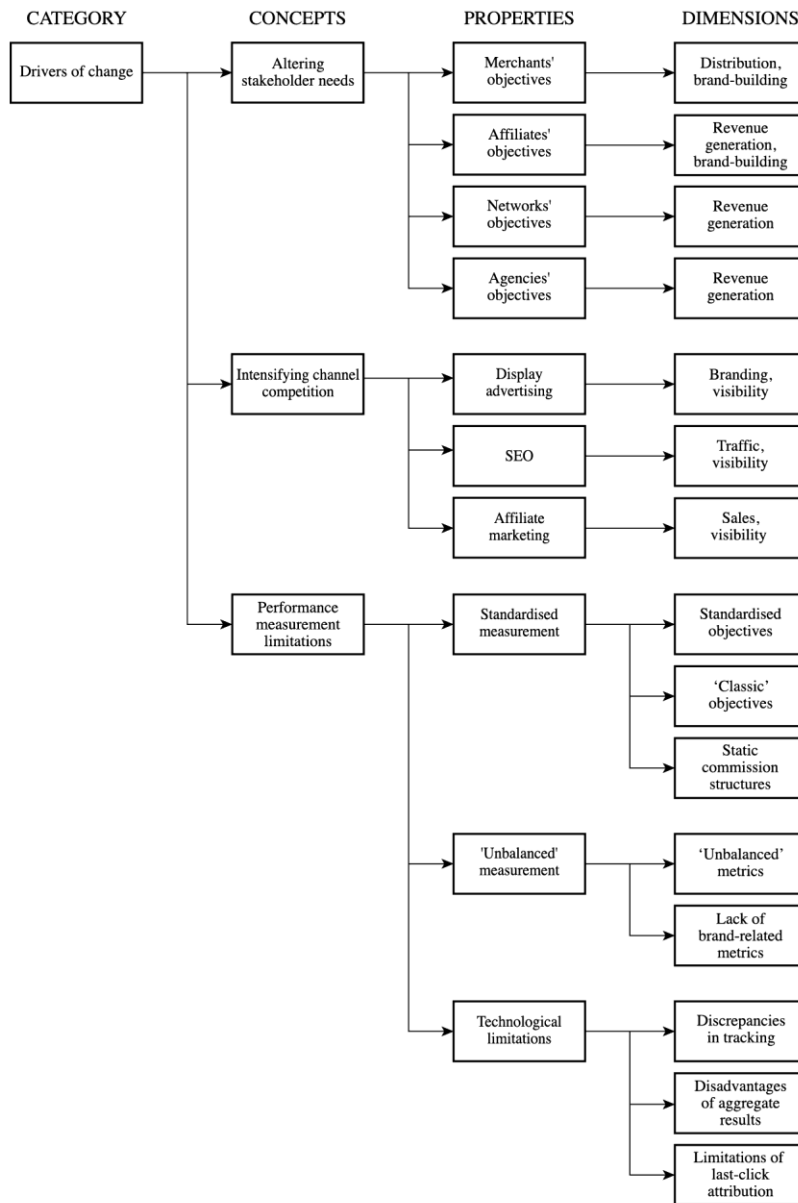 CATEGORY CONCEPTS PROPERTIES DIMENSIONS
Drivers of change
Altering
stakeholder needs
Merchants'
objectives
Distribution,
brand-building
Affiliates'
objectives
Revenue
generation,
brand-building
Networks'
objectives
Revenue
generation
Agencies'
objectives
Revenue
generation
Intensifying channel
competition
Display
advertising
Branding,
visibility
SEO
Traffic,
visibility
Affiliate
marketing
Sales,
visibility
Performance
measurement
limitations
Standardised
measurement
Standardised
objectives
‘Classic’
objectives
Static
commission
structures
'Unbalanced'
measurement
‘Unbalanced’
metrics
Lack of
brand-related
metrics
Technological
limitations
Discrepancies
in tracking
Disadvantages
of aggregate
results
Limitations of
last-click
attribution